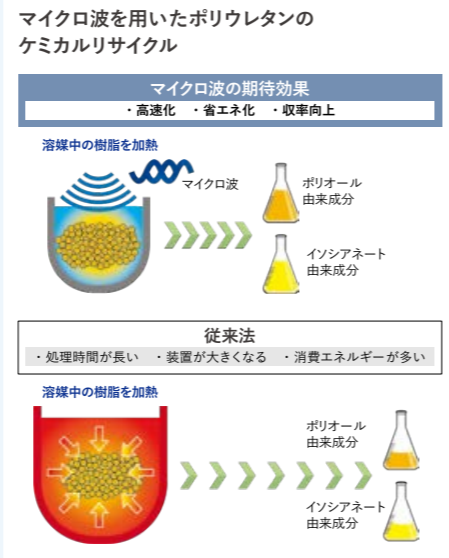 マイクロ波を用いたポリウレタンの
ケミカルリサイクル
マイクロ波の期待効果
・高速化　・省エネ化　・収率向上
溶媒中の樹脂を加熱
マイクロ波
ポリオール
由来成分
イソシアネート
由来成分
従来法
・処理時間が長い　・装置が大きくなる　・消費エネルギーが多い
溶媒中の樹脂を加熱
ポリオール
由来成分
イソシアネート
由来成分